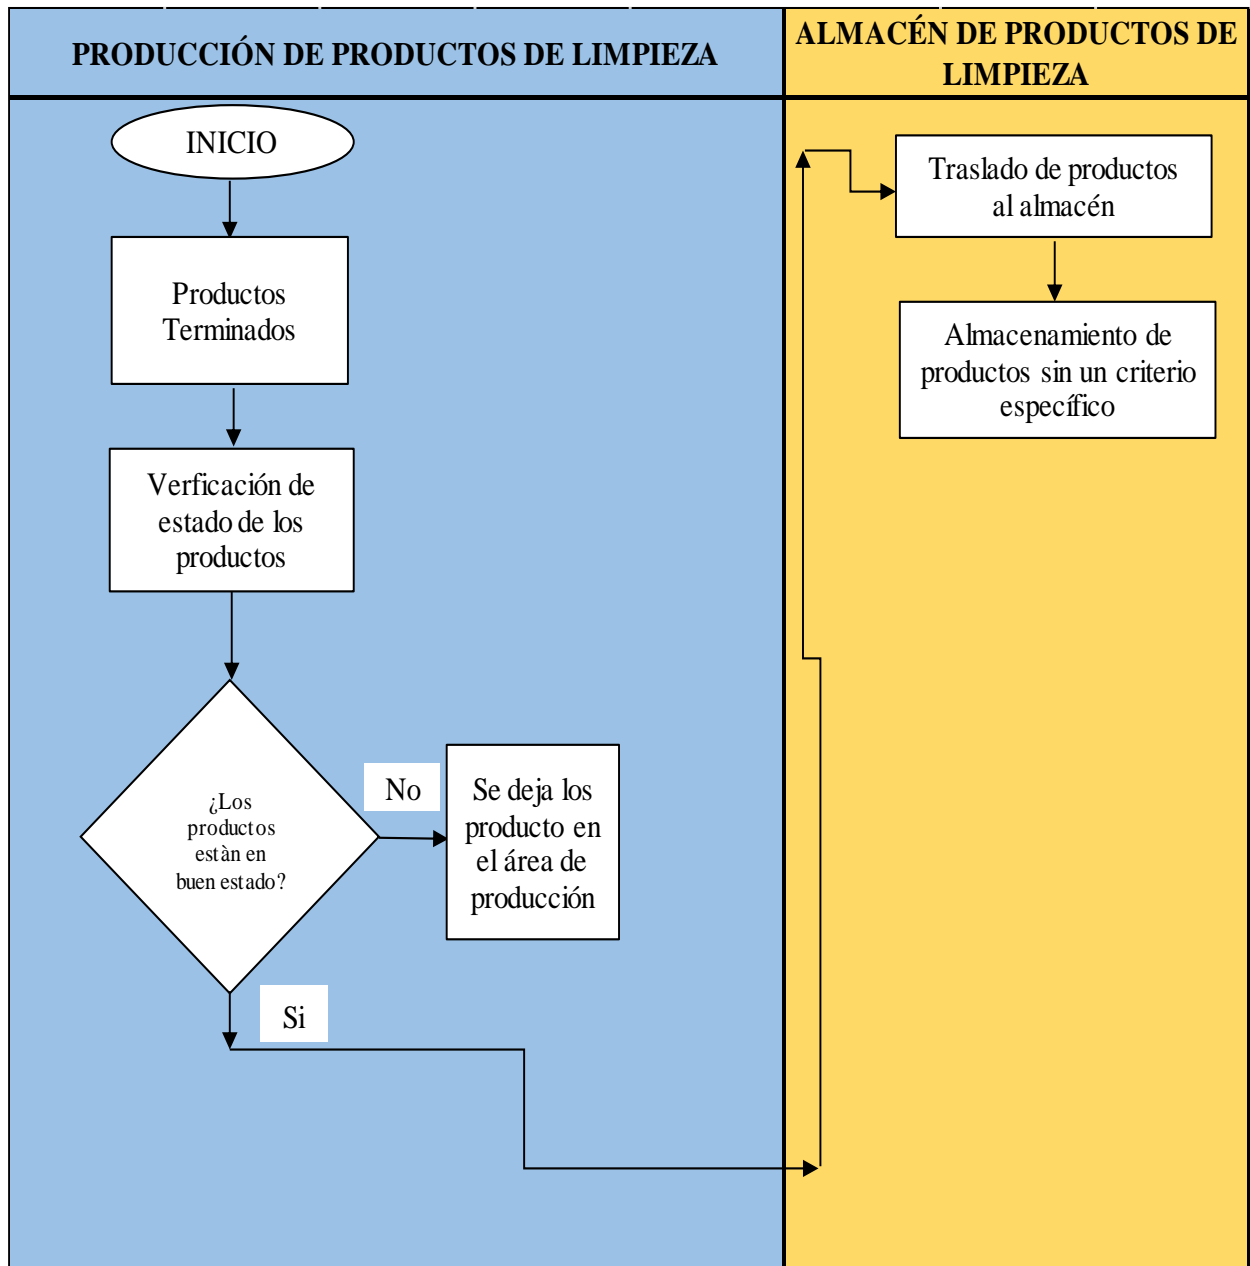 PRODUCCIÓN DE PRODUCTOS DE LIMPIEZA
ALMACÉN DE PRODUCTOS DE
LIMPIEZA
INICIO
Productos
Terminados
Verficación de
estado de los
productos
¿Los
productos
estàn en
buen estado?
No
Se deja los
producto en
el área de
producción
Si
Traslado de productos
al almacén
Almacenamiento de
productos sin un criterio
específico